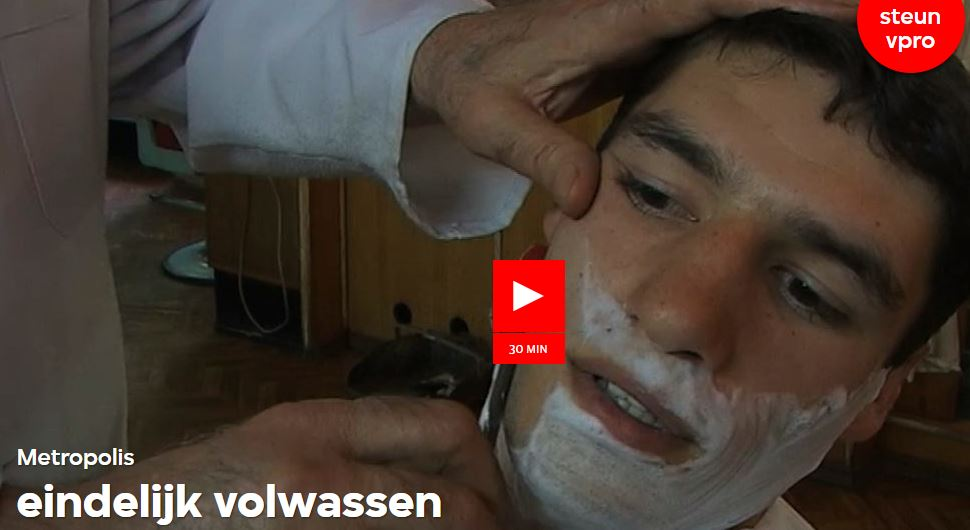 steun
vpro
30 MIN
Metropolis
eindelijk volwassen